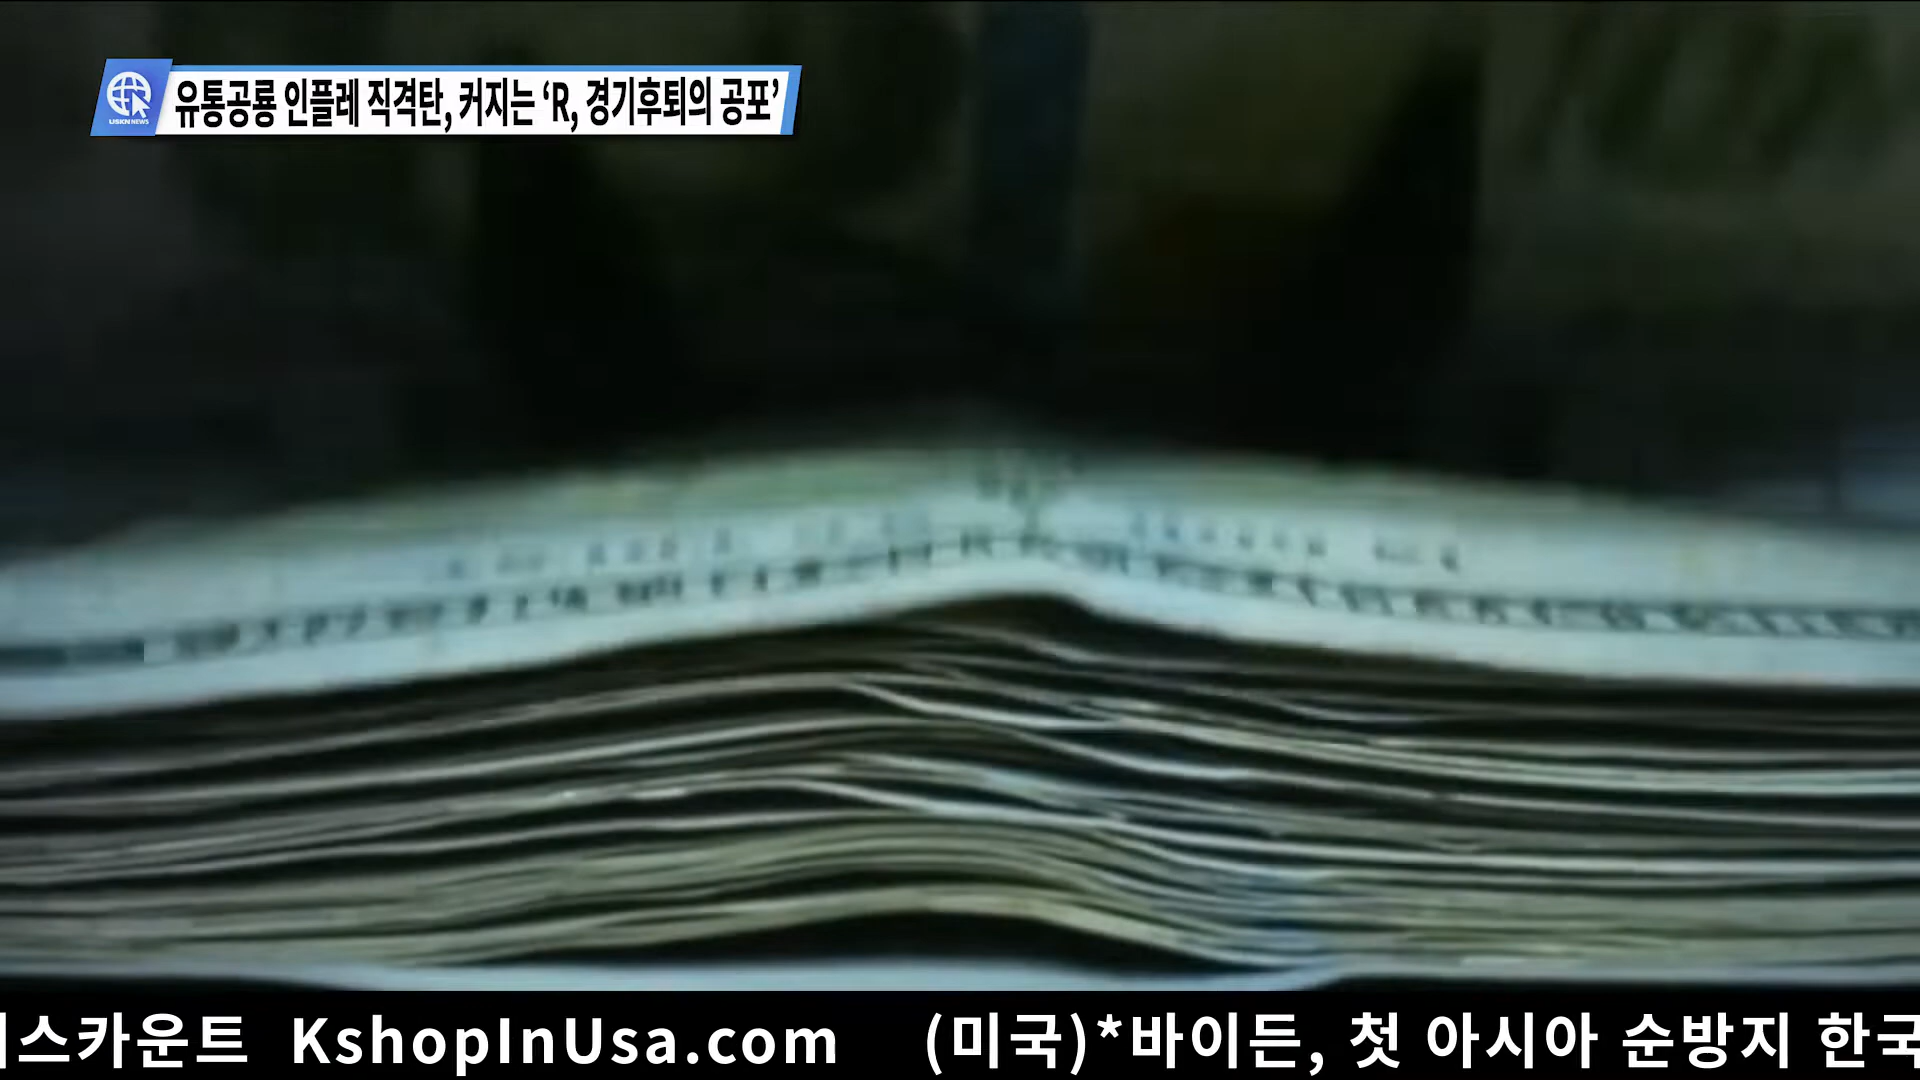 USKN NEWS
유통공룡 인플레 직격탄, 커지는 ‘R, 경기후퇴의 공포’
스카운트 KshopInUsa.com (미국)*바이든, 첫 아시아 순방지 한국